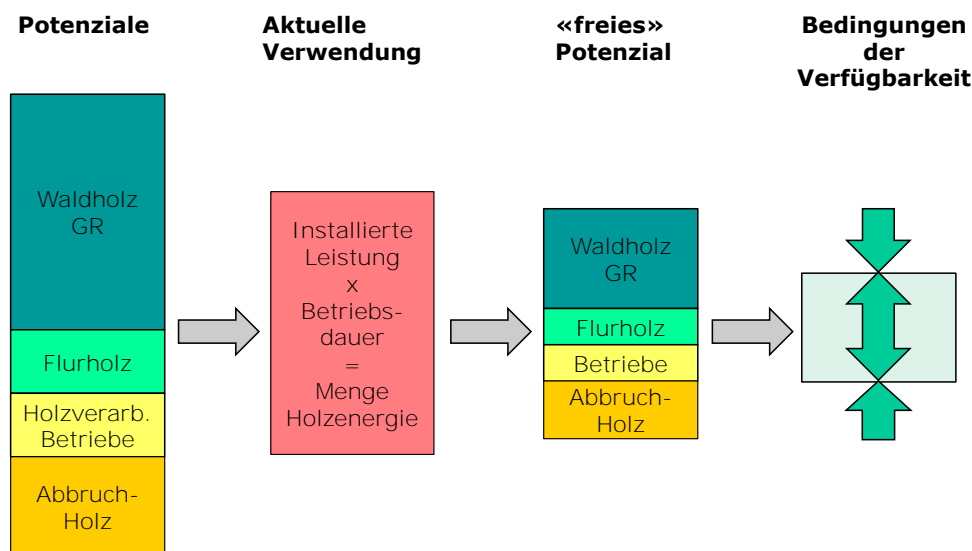 Potenziale
Aktuelle
Verwendung
«freies»
Potenzial
Bedingungen
der
Verfügbarkeit
Waldholz
GR
Flurholz
Holzverarb.
Betriebe
Abbruch-
Holz
Installierte
Leistung
x
Betriebs-
dauer
=
Menge
Holzenergie
Waldholz
GR
Flurholz
Betriebe
Abbruch-
Holz